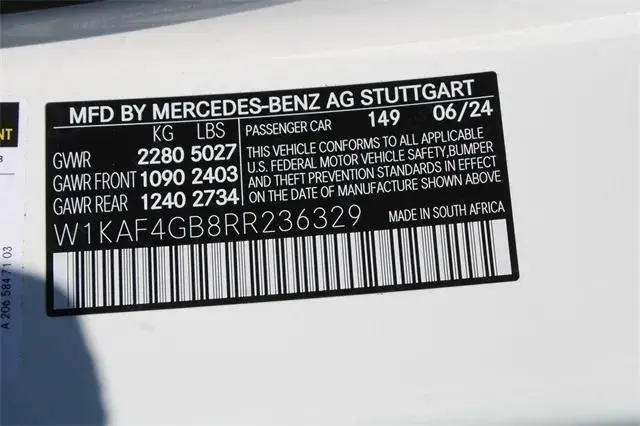 MFD BY MERCEDES-BENZ AG STUTTGART
KG LBS
GVWR 2280 5027
GAWR FRONT 1090 2403
GAWR REAR 1240 2734
PASSENGER CAR 149 06/24
THIS VEHICLE CONFORMS TO ALL APPLICABLE
U.S. FEDERAL MOTOR VEHICLE SAFETY,BUMPER
AND THEFT PREVENTION STANDARDS IN EFFECT
ON THE DATE OF MANUFACTURE SHOWN ABOVE.
W1KAF4GB8RR236329
MADE IN SOUTH AFRICA
A 206 584 71 03